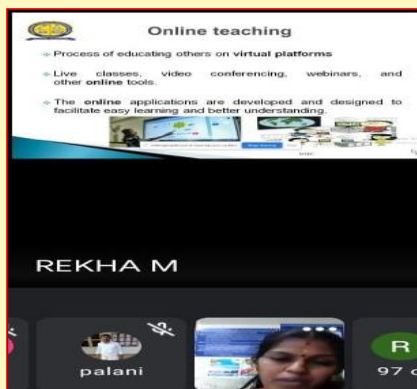 Online teaching
Process of educating others on virtual platforms
Live classes, video conferencing, webinars, and
other online tools.
The online applications are developed and designed to
facilitate easy learning and better understanding.
REKHA M
palani
R
97 o